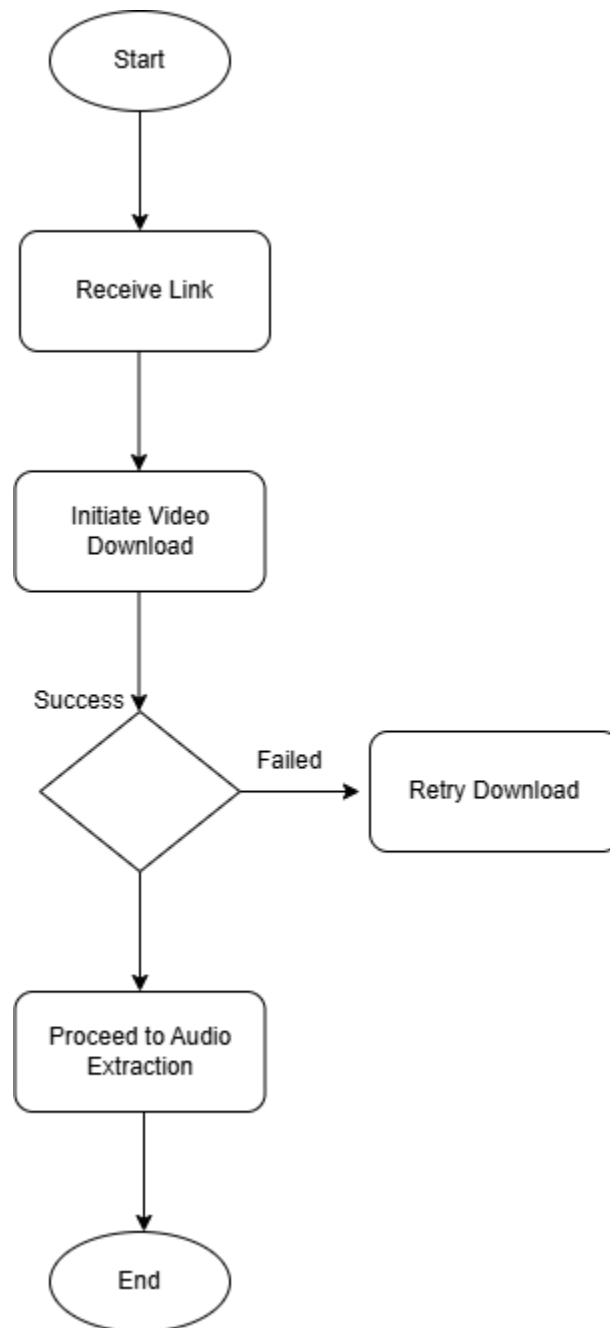 Start
Receive Link
Initiate Video
Download
Success
Failed
Retry Download
Proceed to Audio
Extraction
End